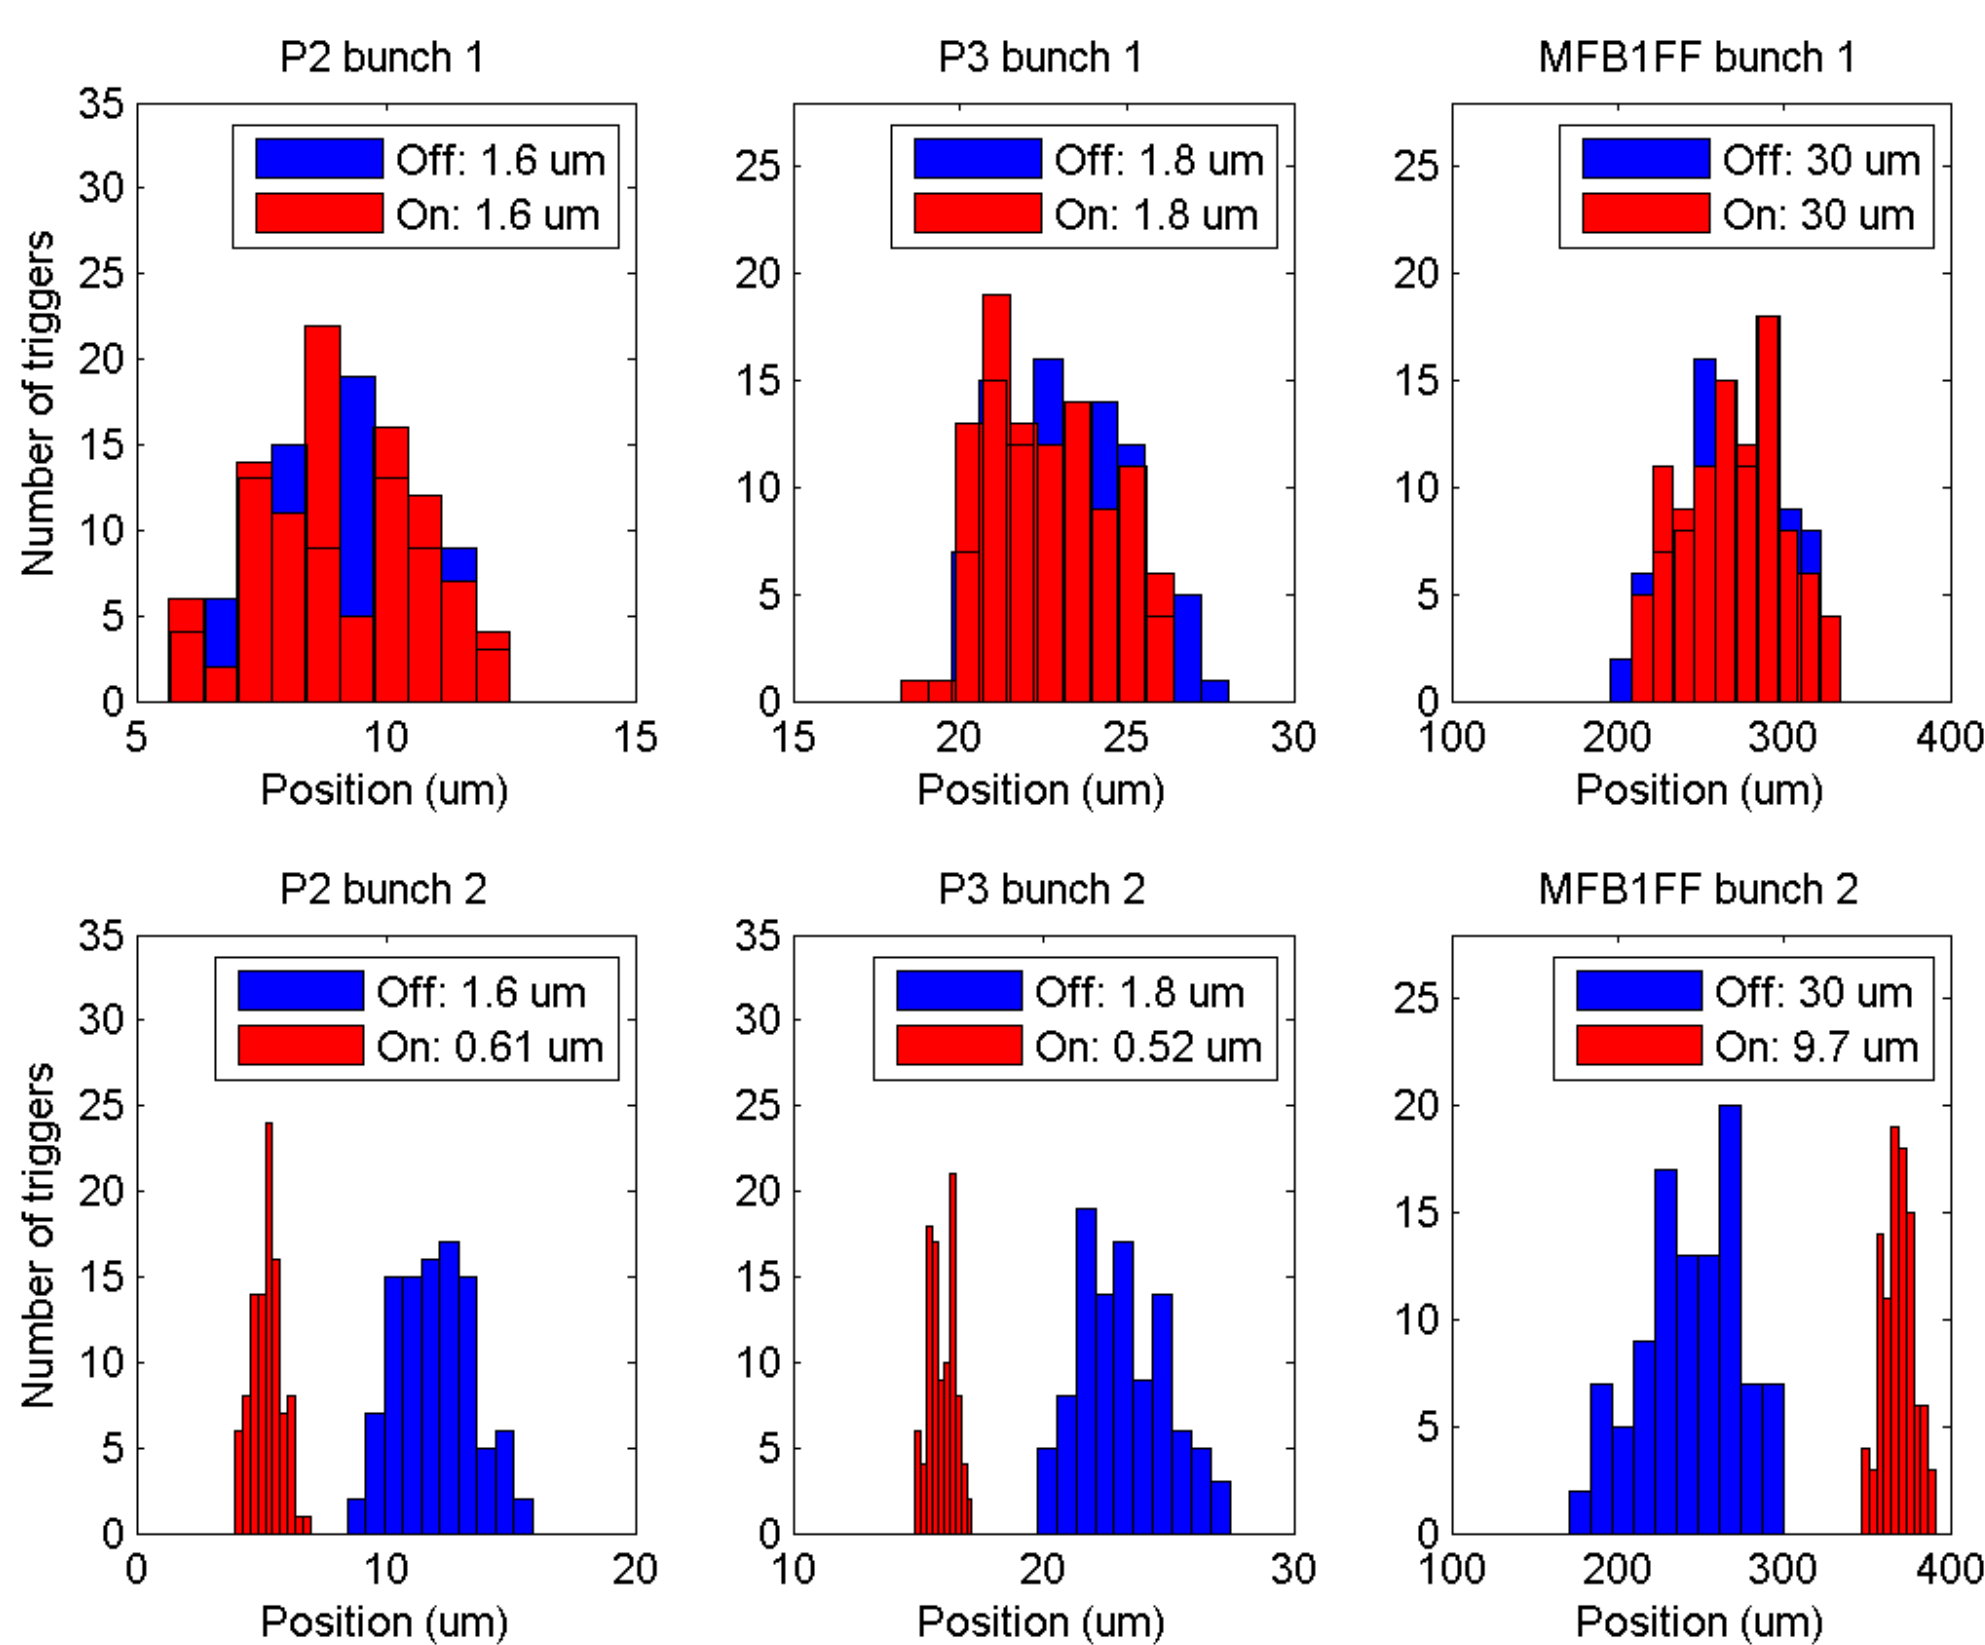 P2 bunch 1
35
30
25
20
15
10
5
0
Off: 1.6 um
On: 1.6 um
5 10 15
Position (um)
Number of triggers
P3 bunch 1
25
20
15
10
5
0
Off: 1.8 um
On: 1.8 um
15 20 25 30
Position (um)
MFB1FF bunch 1
25
20
15
10
5
0
Off: 30 um
On: 30 um
100 200 300 400
Position (um)
P2 bunch 2
35
30
25
20
15
10
5
0
Off: 1.6 um
On: 0.61 um
0 10 20
Position (um)
Number of triggers
P3 bunch 2
35
30
25
20
15
10
5
0
Off: 1.8 um
On: 0.52 um
10 20 30
Position (um)
MFB1FF bunch 2
25
20
15
10
5
0
Off: 30 um
On: 9.7 um
100 200 300 400
Position (um)